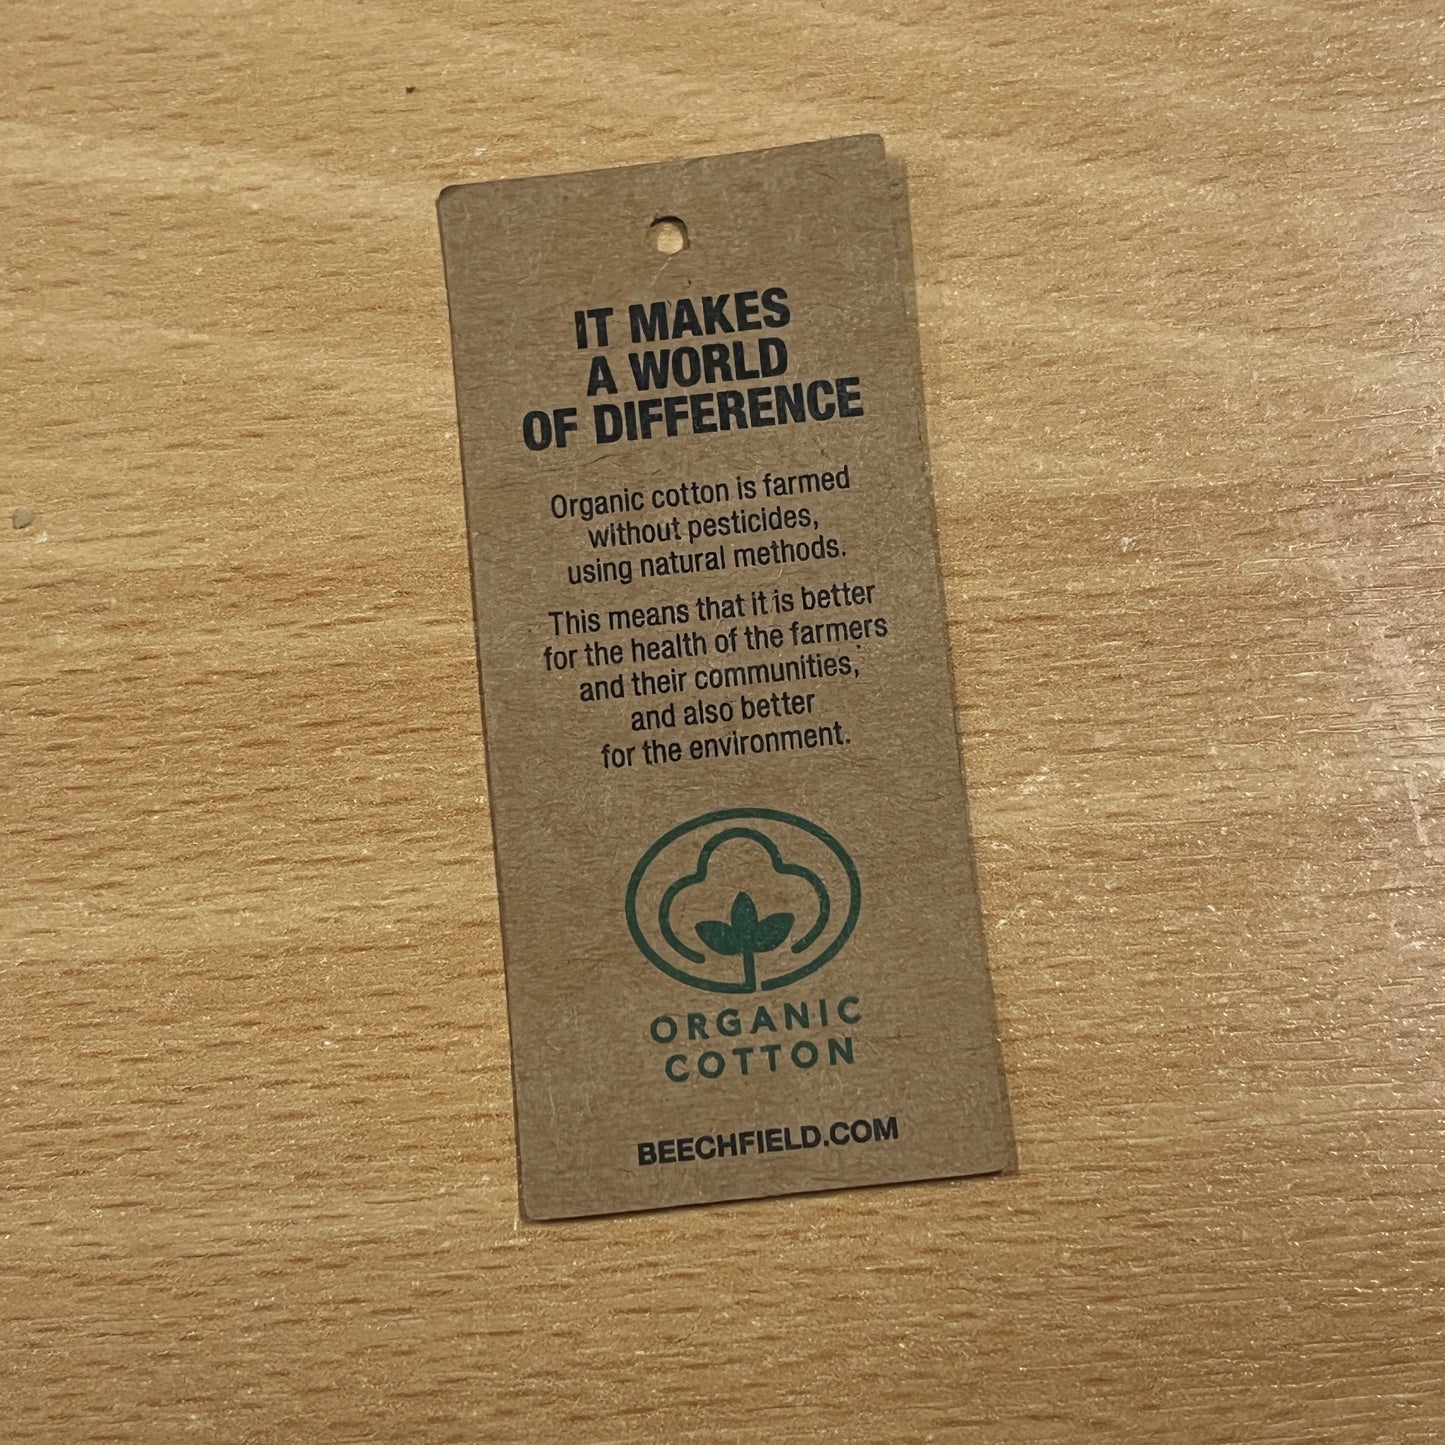 IT MAKES
A WORLD
OF DIFFERENCE
Organic cotton is farmed
without pesticides,
using natural methods.
This means that it is better
for the health of the farmers
and their communities,
and also better
for the environment.
ORGANIC
COTTON
BEECHFIELD.COM